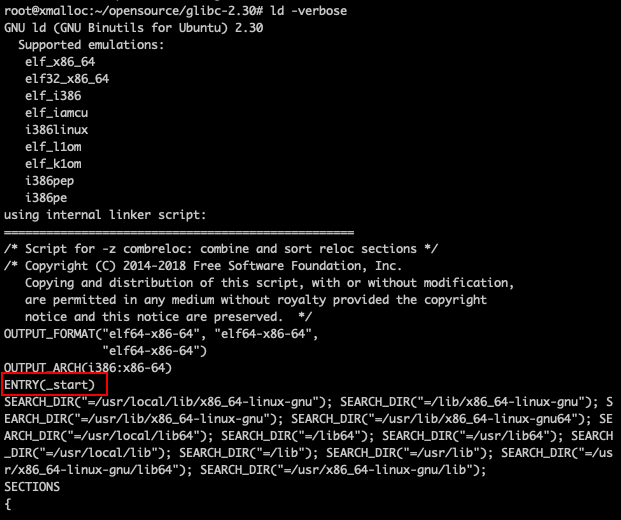 root@xmalloc:~/opensource/glibc-2.30# ld -verbose
GNU ld (GNU Binutils for Ubuntu) 2.30
  Supported emulations:
   elf_x86_64
   elf32_x86_64
   elf_i386
   elf_iamcu
   i386linux
   elf_l1om
   elf_k1om
   i386pep
   i386pe
using internal linker script:
==================================================
/* Script for -z combreloc: combine and sort reloc sections */
/* Copyright (C) 2014-2018 Free Software Foundation, Inc.
   Copying and distribution of this script, with or without modification,
   are permitted in any medium without royalty provided the copyright
   notice and this notice are preserved.  */
OUTPUT_FORMAT("elf64-x86-64", "elf64-x86-64",
              "elf64-x86-64")
OUTPUT_ARCH(i386:x86-64)
ENTRY(_start)
SEARCH_DIR("=/usr/local/lib/x86_64-linux-gnu"); SEARCH_DIR("=/lib/x86_64-linux-gnu"); S
EARCH_DIR("=/usr/lib/x86_64-linux-gnu"); SEARCH_DIR("=/usr/lib/x86_64-linux-gnu64"); SE
ARCH_DIR("=/usr/local/lib64"); SEARCH_DIR("=/lib64"); SEARCH_DIR("=/usr/lib64"); SEARCH
_DIR("=/usr/local/lib"); SEARCH_DIR("=/lib"); SEARCH_DIR("=/usr/lib"); SEARCH_DIR("=/us
r/x86_64-linux-gnu/lib64"); SEARCH_DIR("=/usr/x86_64-linux-gnu/lib");
SECTIONS
{